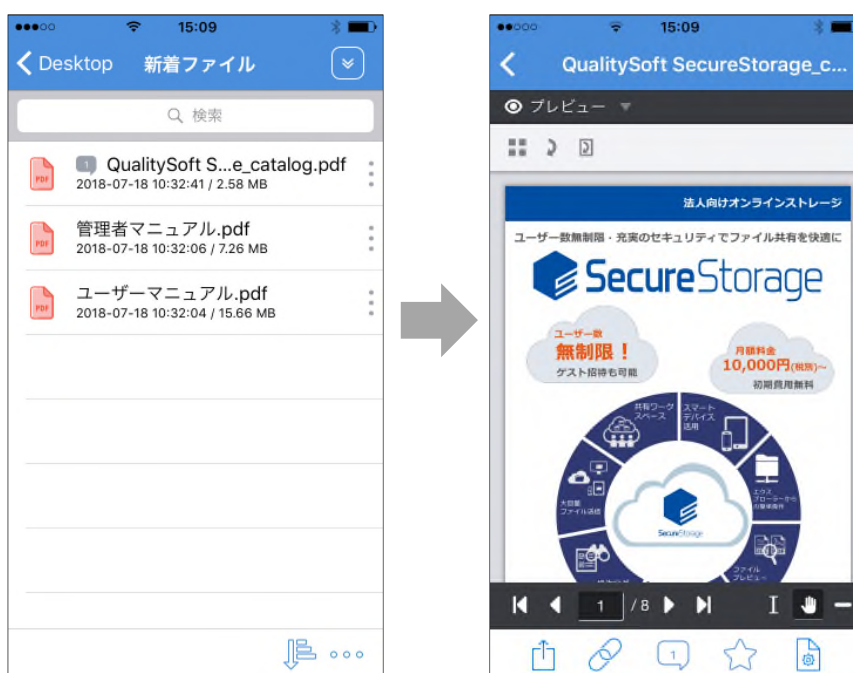 15:09
Desktop
新着ファイル
検索
1 QualitySoft S...e_catalog.pdf
2018-07-18 10:32:41 / 2.58 MB
PDF
管理者マニュアル.pdf
2018-07-18 10:32:06 / 7.26 MB
PDF
ユーザーマニュアル.pdf
2018-07-18 10:32:04 / 15.66 MB
PDF
15:09
QualitySoft SecureStorage_c...
プレビュー
法人向けオンラインストレージ
ユーザー数無制限・充実のセキュリティでファイル共有を快適に
SecureStorage
ユーザー数
無制限！
ゲスト招待も可能
月額料金
10,000円(税別)～
初期費用無料
共有ワーク
スペース
スマート
デバイス
活用
大容量
ファイル送信
エクス
プローラーから
SecureStorage
ファイル
プレビュー
1 / 8
1